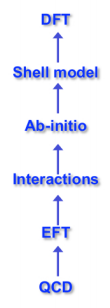 DFT
Shell model
Ab-initio
Interactions
EFT
QCD